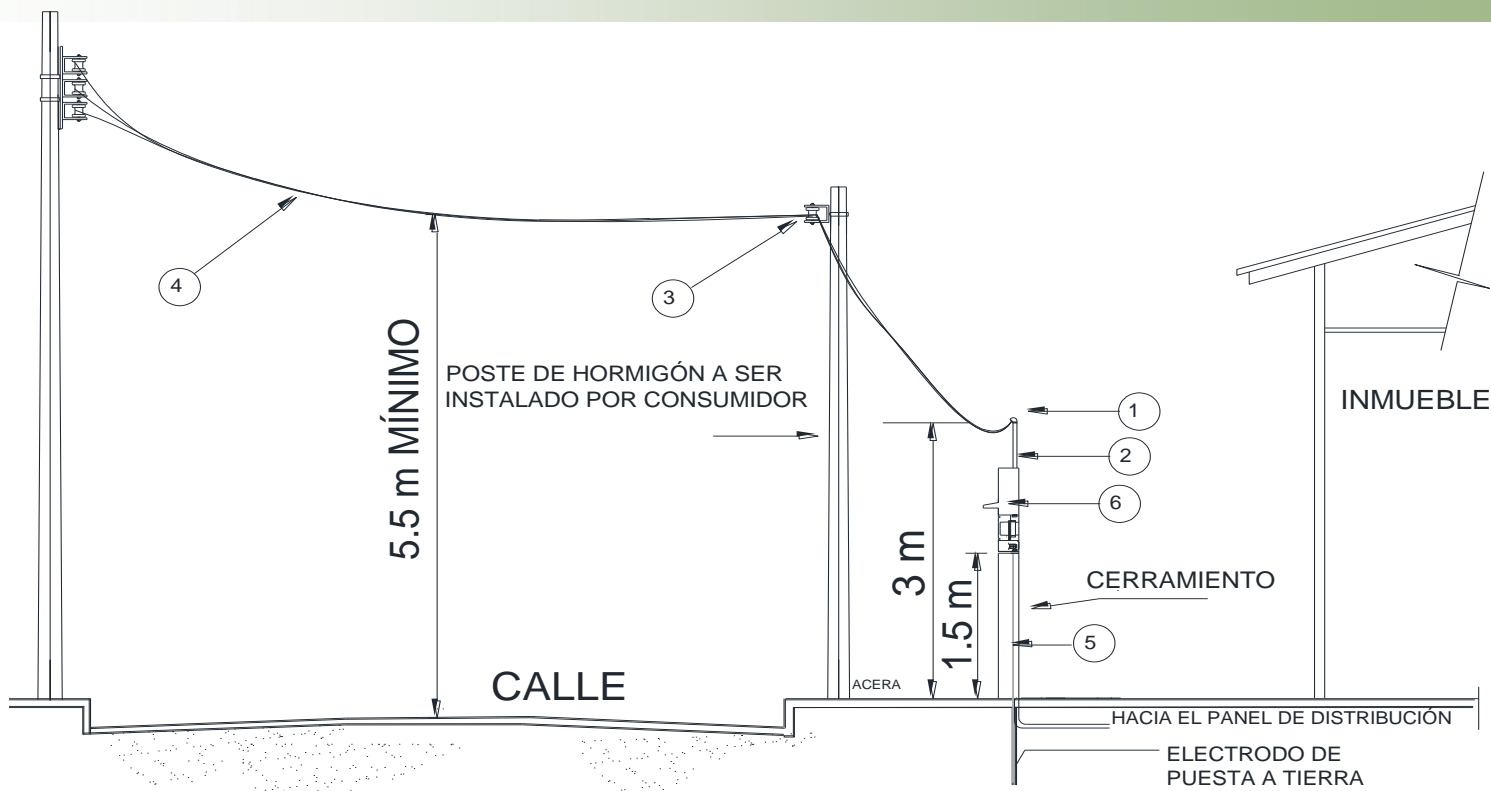 4
3
5.5 m MÍNIMO
POSTE DE HORMIGÓN A SER
INSTALADO POR CONSUMIDOR
1
2
6
INMUEBLE
3 m
1.5 m
CERRAMIENTO
5
CALLE
ACERA
HACIA EL PANEL DE DISTRIBUCIÓN
ELECTRODO DE
PUESTA A TIERRA